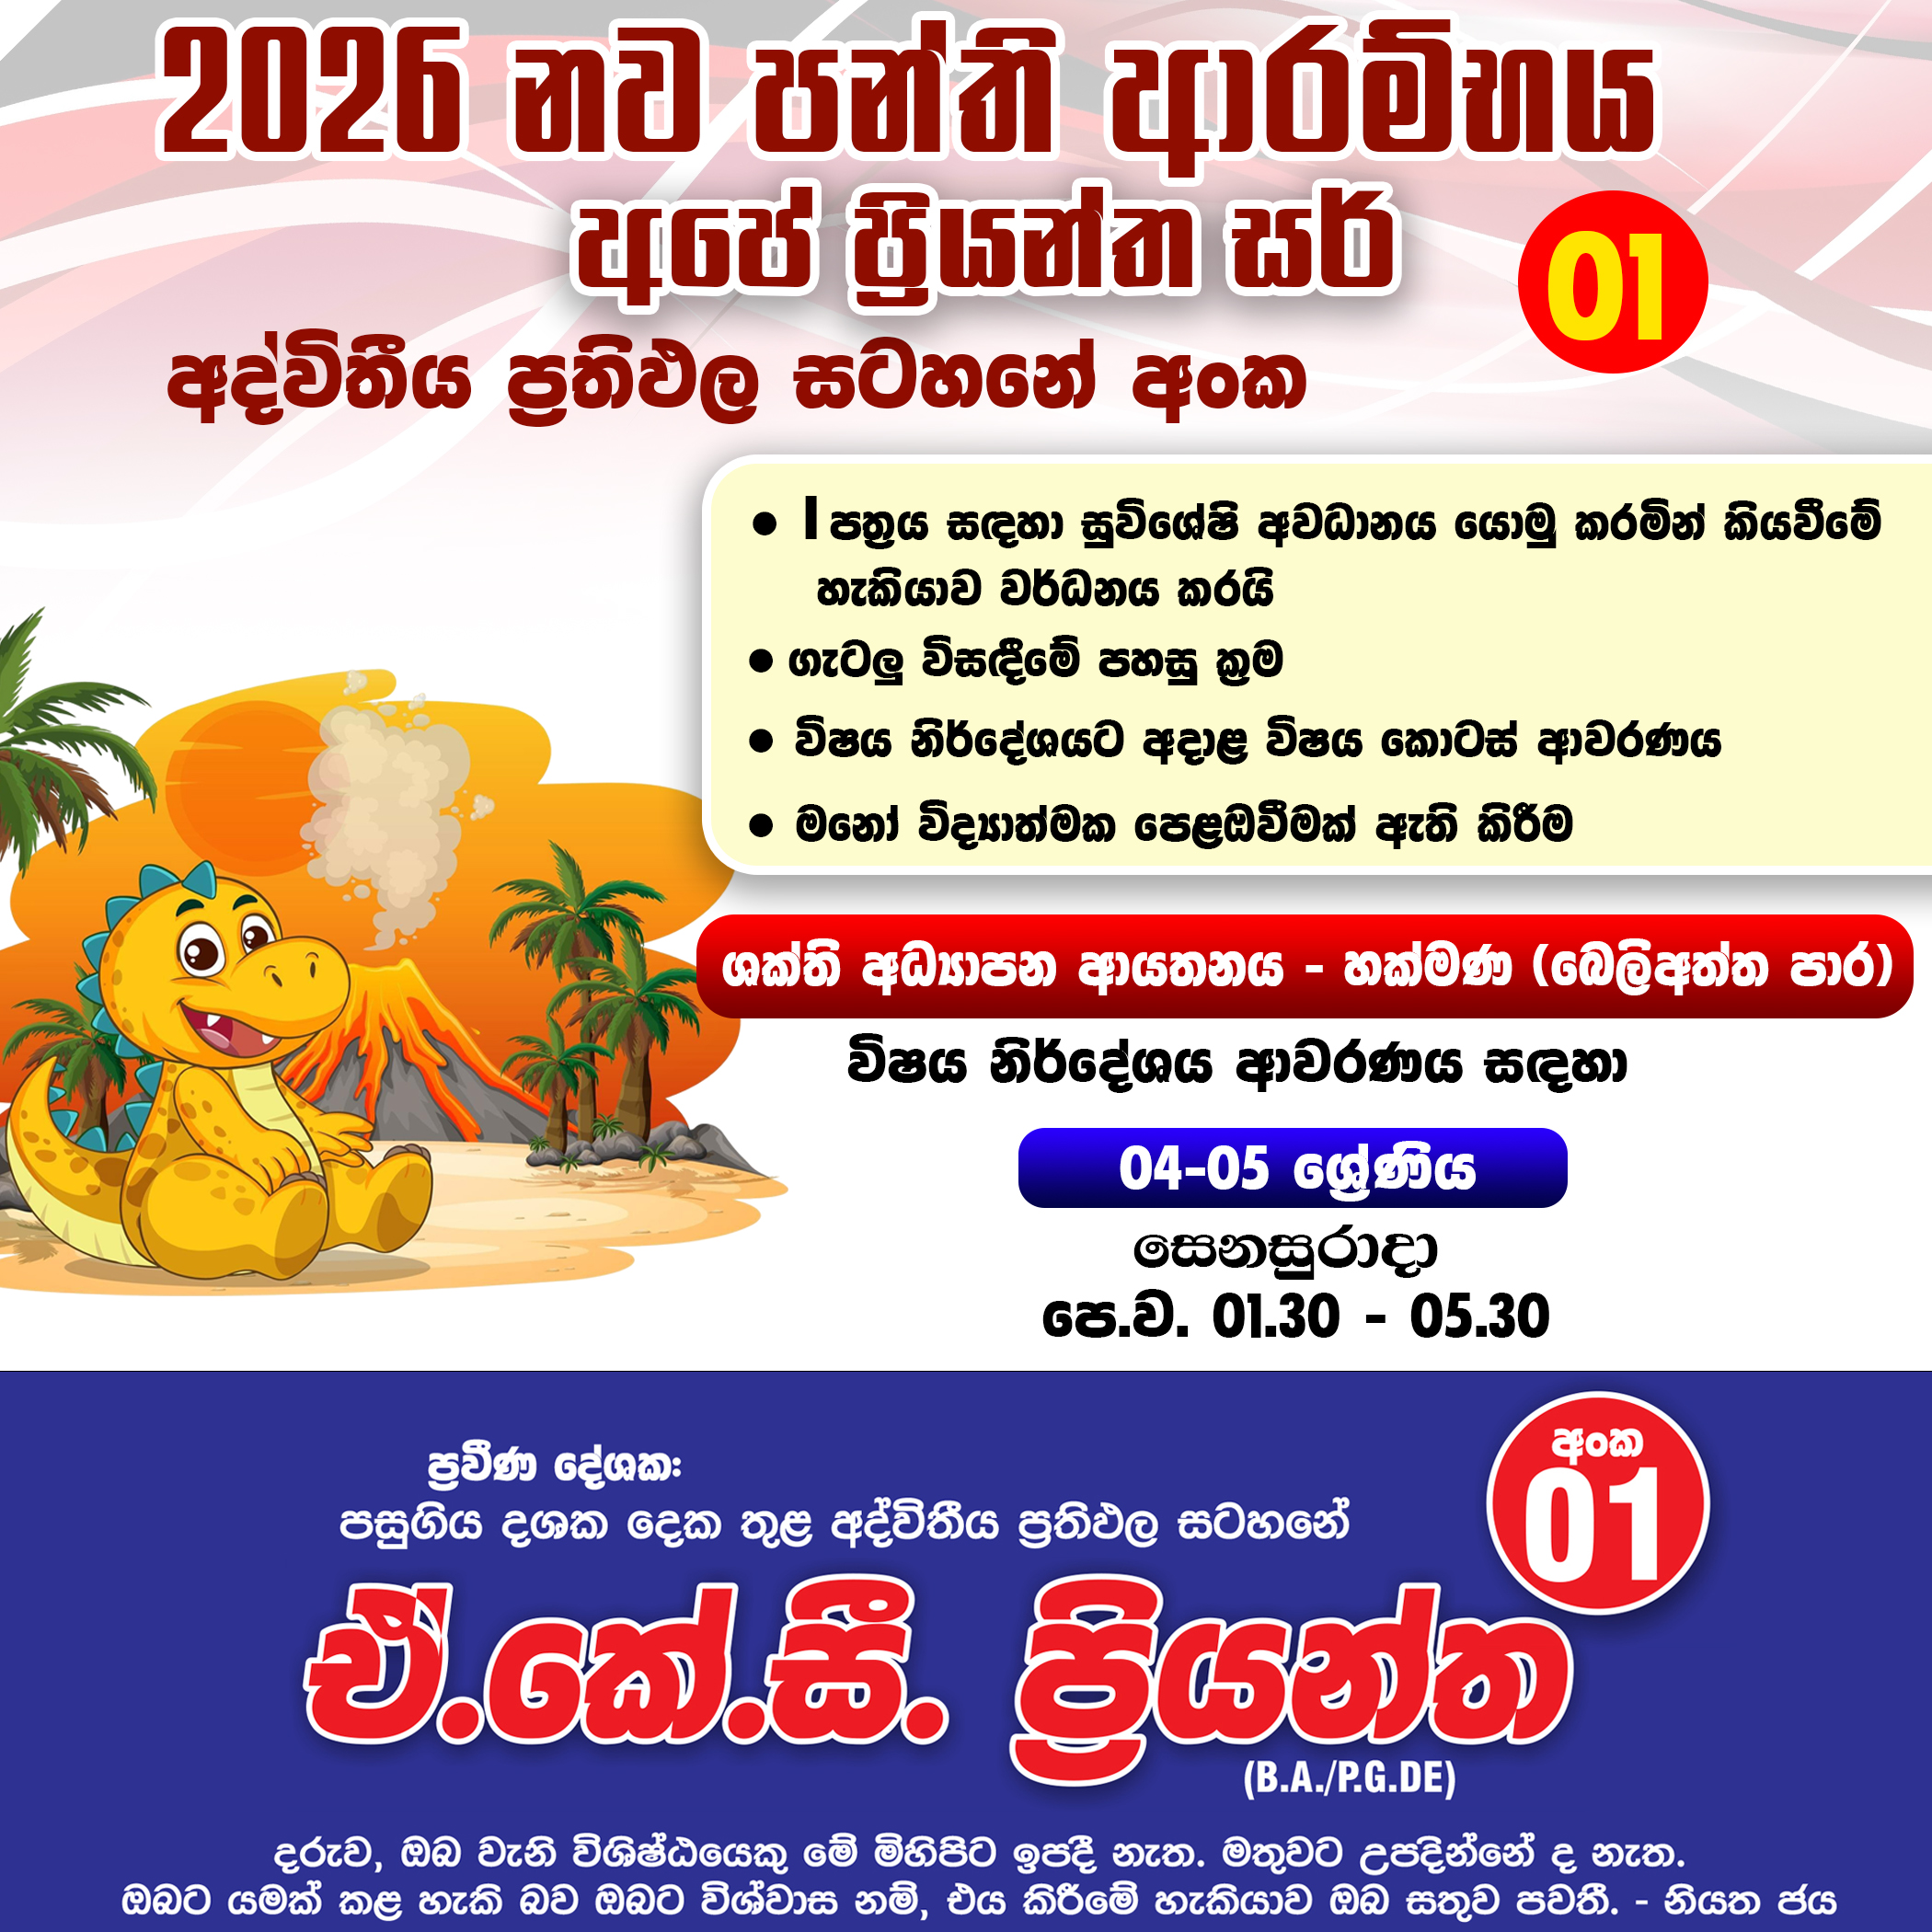 2026 නව පන්ති ආරම්භය
අපේ ප්‍රියන්ත සර්
01
අද්විතීය ප්‍රතිඵල සටහනේ අංක
• I පත්‍රය සඳහා සුවිශේෂි අවධානය යොමු කරමින් කියවීමේ
හැකියාව වර්ධනය කරයි
• ගැටලු විසඳීමේ පහසු ක්‍රම
• විෂය නිර්දේශයට අදාළ විෂය කොටස් ආවරණය
• මනෝ විද්‍යාත්මක පෙළඹවීමක් ඇති කිරීම
ශක්ති අධ්‍යාපන ආයතනය - හක්මණ (බෙලිඅත්ත පාර)
විෂය නිර්දේශය ආවරණය සඳහා
04-05 ශ්‍රේණිය
සෙනසුරාදා
පෙ.ව. 01.30 - 05.30
ප්‍රවීණ දේශකඃ
පසුගිය දශක දෙක තුළ අද්විතීය ප්‍රතිඵල සටහනේ
අංක
01
ඒ.කේ.සී. ප්‍රියන්ත
(B.A./P.G.DE)
දරුව, ඔබ වැනි විශිෂ්ඨයෙකු මේ මිහිපිට ඉපදී නැත. මතුවට උපදින්නේ ද නැත.
ඔබට යමක් කළ හැකි බව ඔබට විශ්වාස නම්, එය කිරීමේ හැකියාව ඔබ සතුව පවතී. - නියත ජය